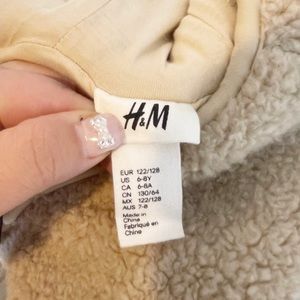 H&M
EUR 122/128
US 6-8Y
CA 6-8A
CN 130/64
MX 122/128
AUS 7-8
Made in
China
Fabriqué en
Chine